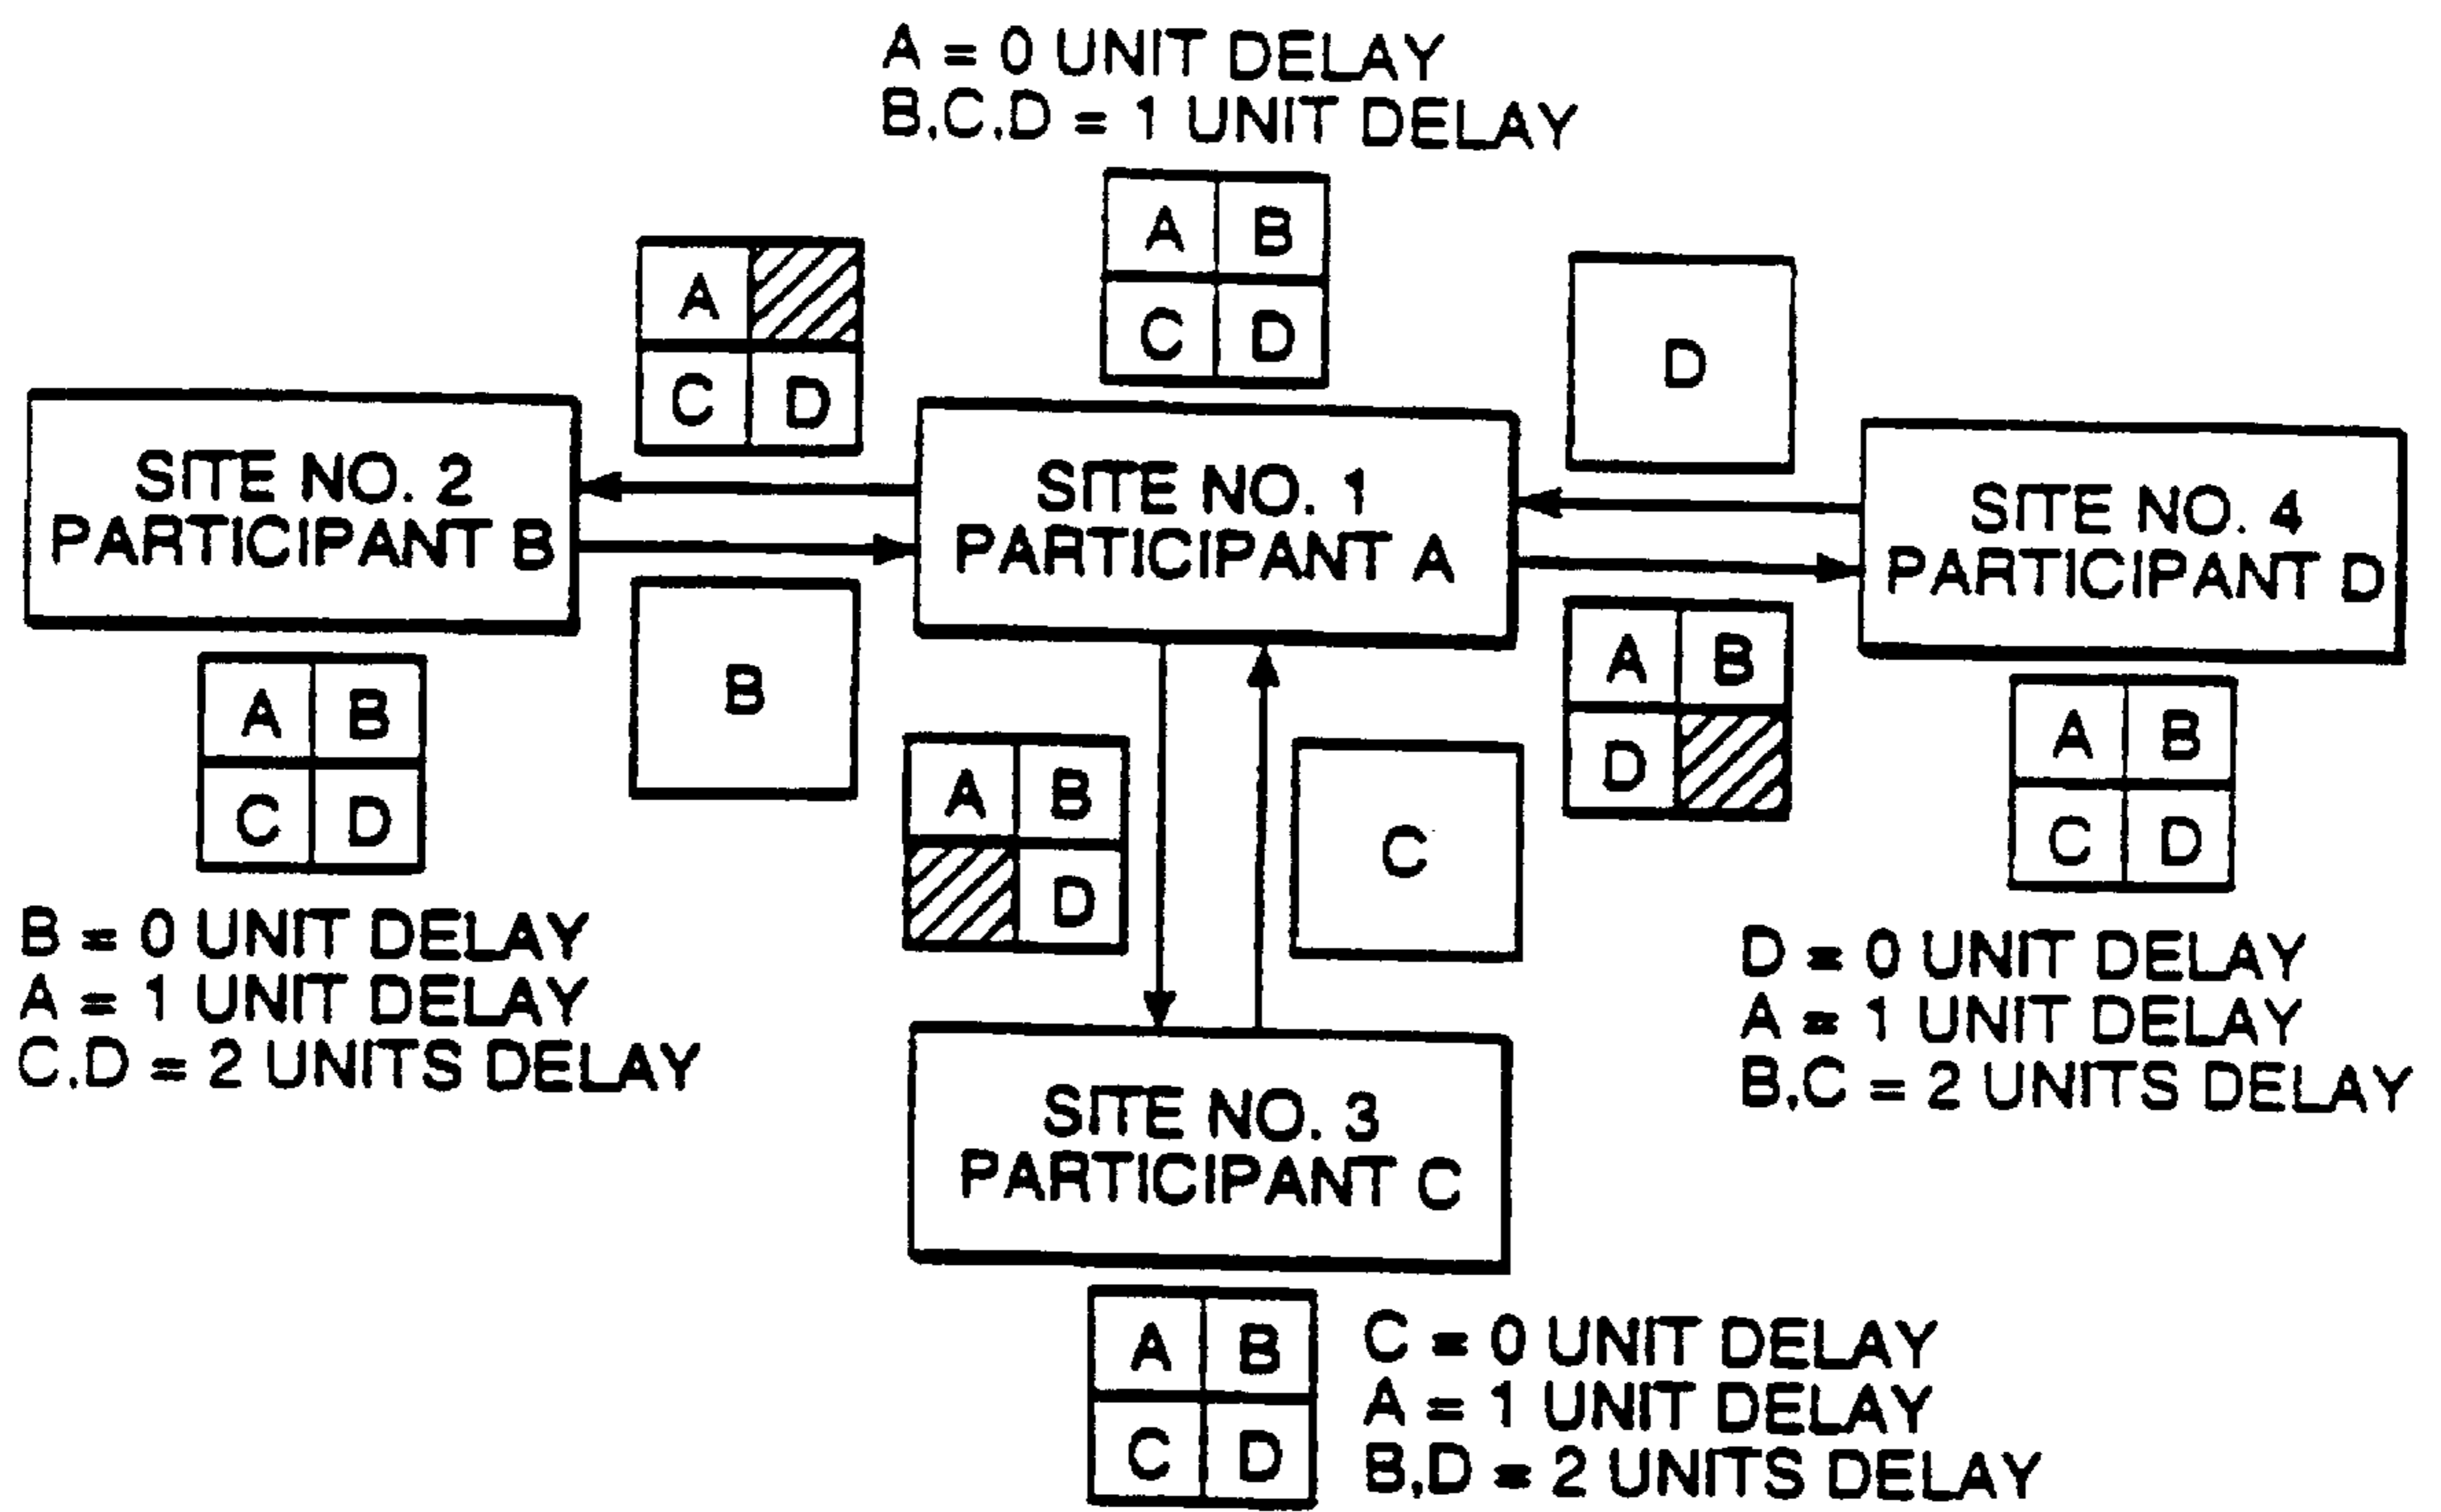 A = 0 UNIT DELAY
B,C,D = 1 UNIT DELAY
A B
C D
A
C D
D
SITE NO. 2
PARTICIPANT B
SITE NO. 1
PARTICIPANT A
SITE NO. 4
PARTICIPANT D
A B
C D
B
A B
D
C
A B
D
A B
C D
B = 0 UNIT DELAY
A = 1 UNIT DELAY
C,D = 2 UNITS DELAY
D = 0 UNIT DELAY
A = 1 UNIT DELAY
B,C = 2 UNITS DELAY
SITE NO. 3
PARTICIPANT C
A B
C D
C = 0 UNIT DELAY
A = 1 UNIT DELAY
B,D = 2 UNITS DELAY